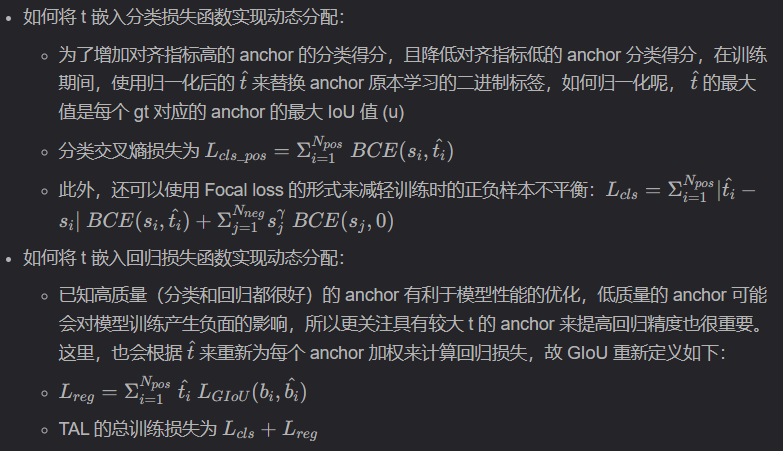 • 如何将 t 嵌入分类损失函数实现动态分配：
◦ 为了增加对齐指标高的 anchor 的分类得分，且降低对齐指标低的 anchor 分类得分，在训练
期间，使用归一化后的 $\hat{t}$ 来替换 anchor 原本学习的二进制标签，如何归一化呢， $\hat{t}$ 的最大
值是每个 gt 对应的 anchor 的最大 IoU 值 (u)
◦ 分类交叉熵损失为 $L_{cls\_pos} = \Sigma_{i=1}^{N_{pos}} \ BCE(s_i, \hat{t_i})$
◦ 此外，还可以使用 Focal loss 的形式来减轻训练时的正负样本不平衡：$L_{cls} = \Sigma_{i=1}^{N_{pos}} |\hat{t_i} -$
$s_i| \ BCE(s_i, \hat{t_i}) + \Sigma_{j=1}^{N_{neg}} s_j^{\gamma} \ BCE(s_j, 0)$
• 如何将 t 嵌入回归损失函数实现动态分配：
◦ 已知高质量（分类和回归都很好）的 anchor 有利于模型性能的优化，低质量的 anchor 可能
会对模型训练产生负面的影响，所以更关注具有较大 t 的 anchor 来提高回归精度也很重要。
这里，也会根据 $\hat{t}$ 来重新为每个 anchor 加权来计算回归损失，故 GIoU 重新定义如下：
◦ $L_{reg} = \Sigma_{i=1}^{N_{pos}} \ \hat{t_i} \ L_{GIoU}(b_i, \hat{b_i})$
◦ TAL 的总训练损失为 $L_{cls} + L_{reg}$